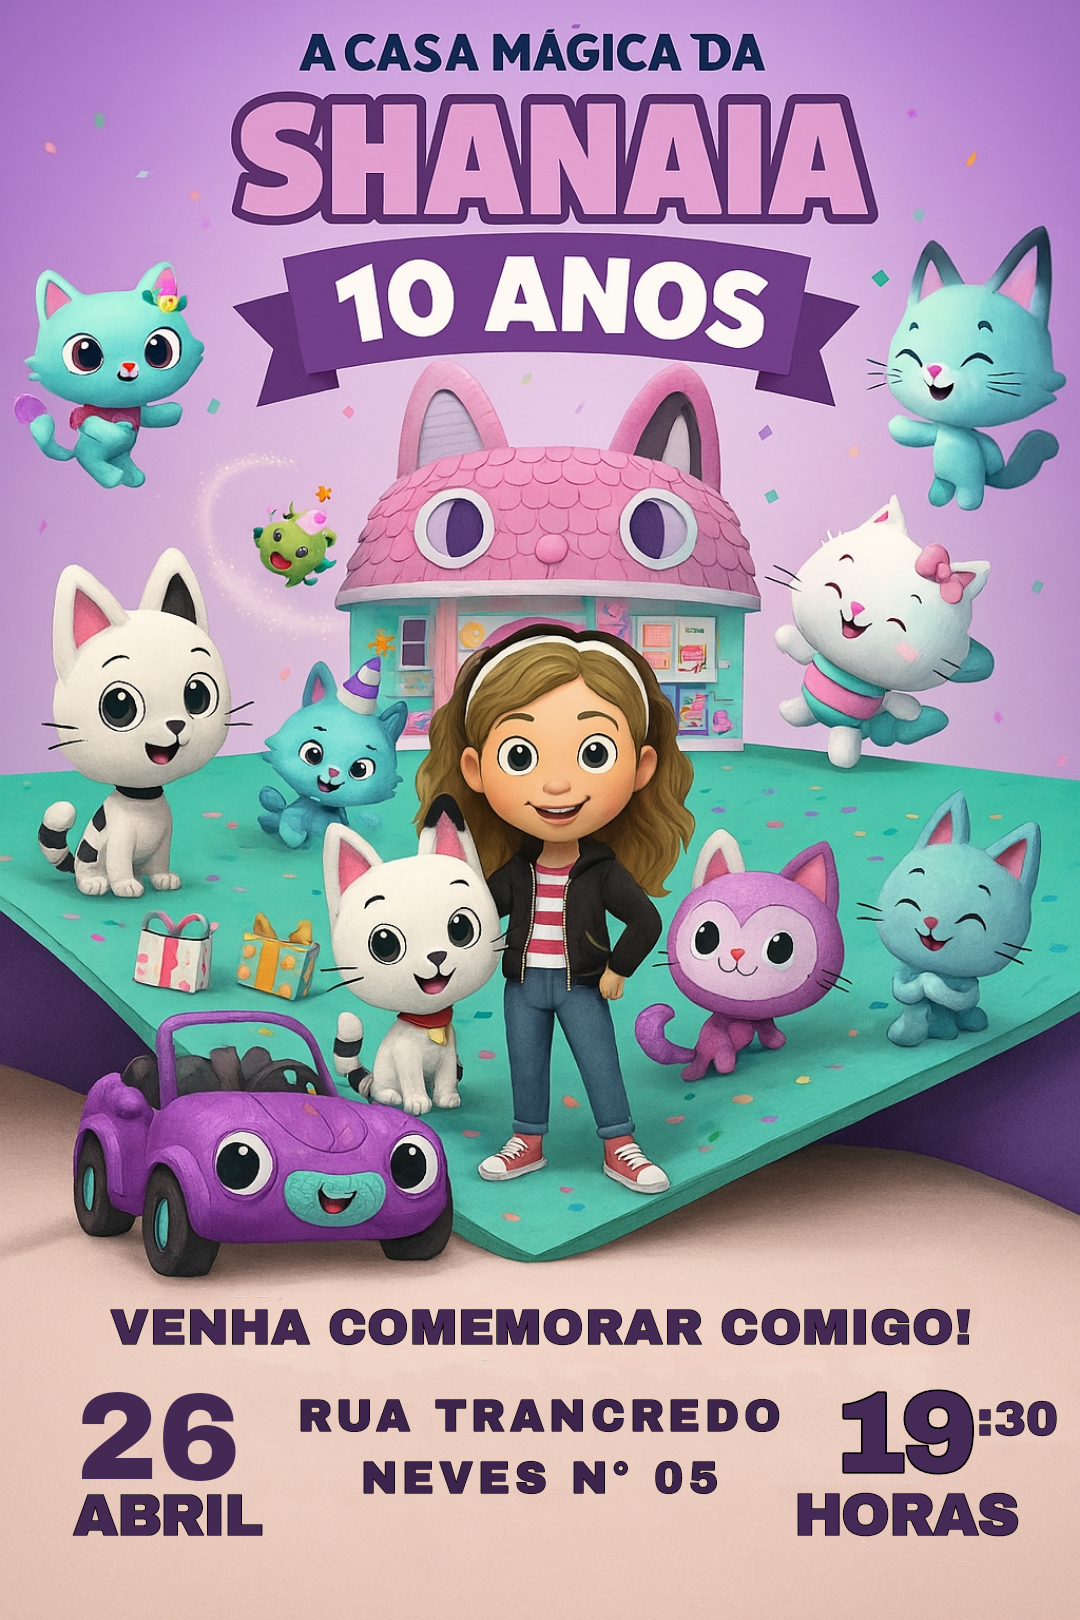 A CASA MÁGICA DA
SHANAIA
10 ANOS
VENHA COMEMORAR COMIGO!
26
ABRIL
RUA TRANCREDO
NEVES N° 05
19:30
HORAS